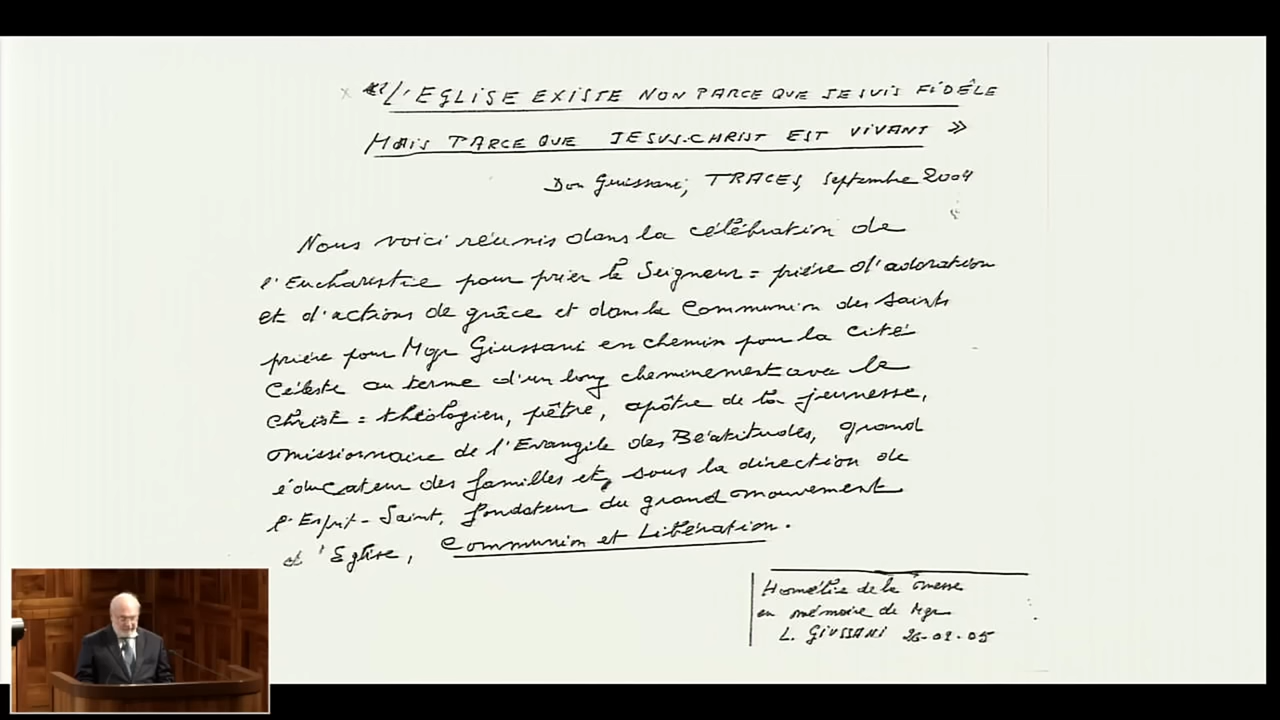 « L'EGLISE EXISTE NON PARCE QUE JE SUIS FIDÊLE
MAIS PARCE QUE JESUS-CHRIST EST VIVANT »
Don Guissani, TRACES, septembre 2004
Nous voici réunis dans la célébration de
l'Eucharistie pour prier le Seigneur = prière d'adoration
et d'actions de grâce et dans la Communion des saints
prière pour Mgr Giussani en chemin pour la cité
Céleste au terme d'un long cheminement avec le
Christ = théologien, pêtre, apôtre de la jeunesse,
missionnaire de l'Evangile des Béatitudes, grand
éducateur des familles et, sous la direction de
l'Esprit-Saint, fondateur du grand mouvement
d'Eglise, Communion et Libération.
Homélie de la messe
en mémoire de Mgr
L. GIUSSANI 26-02-05